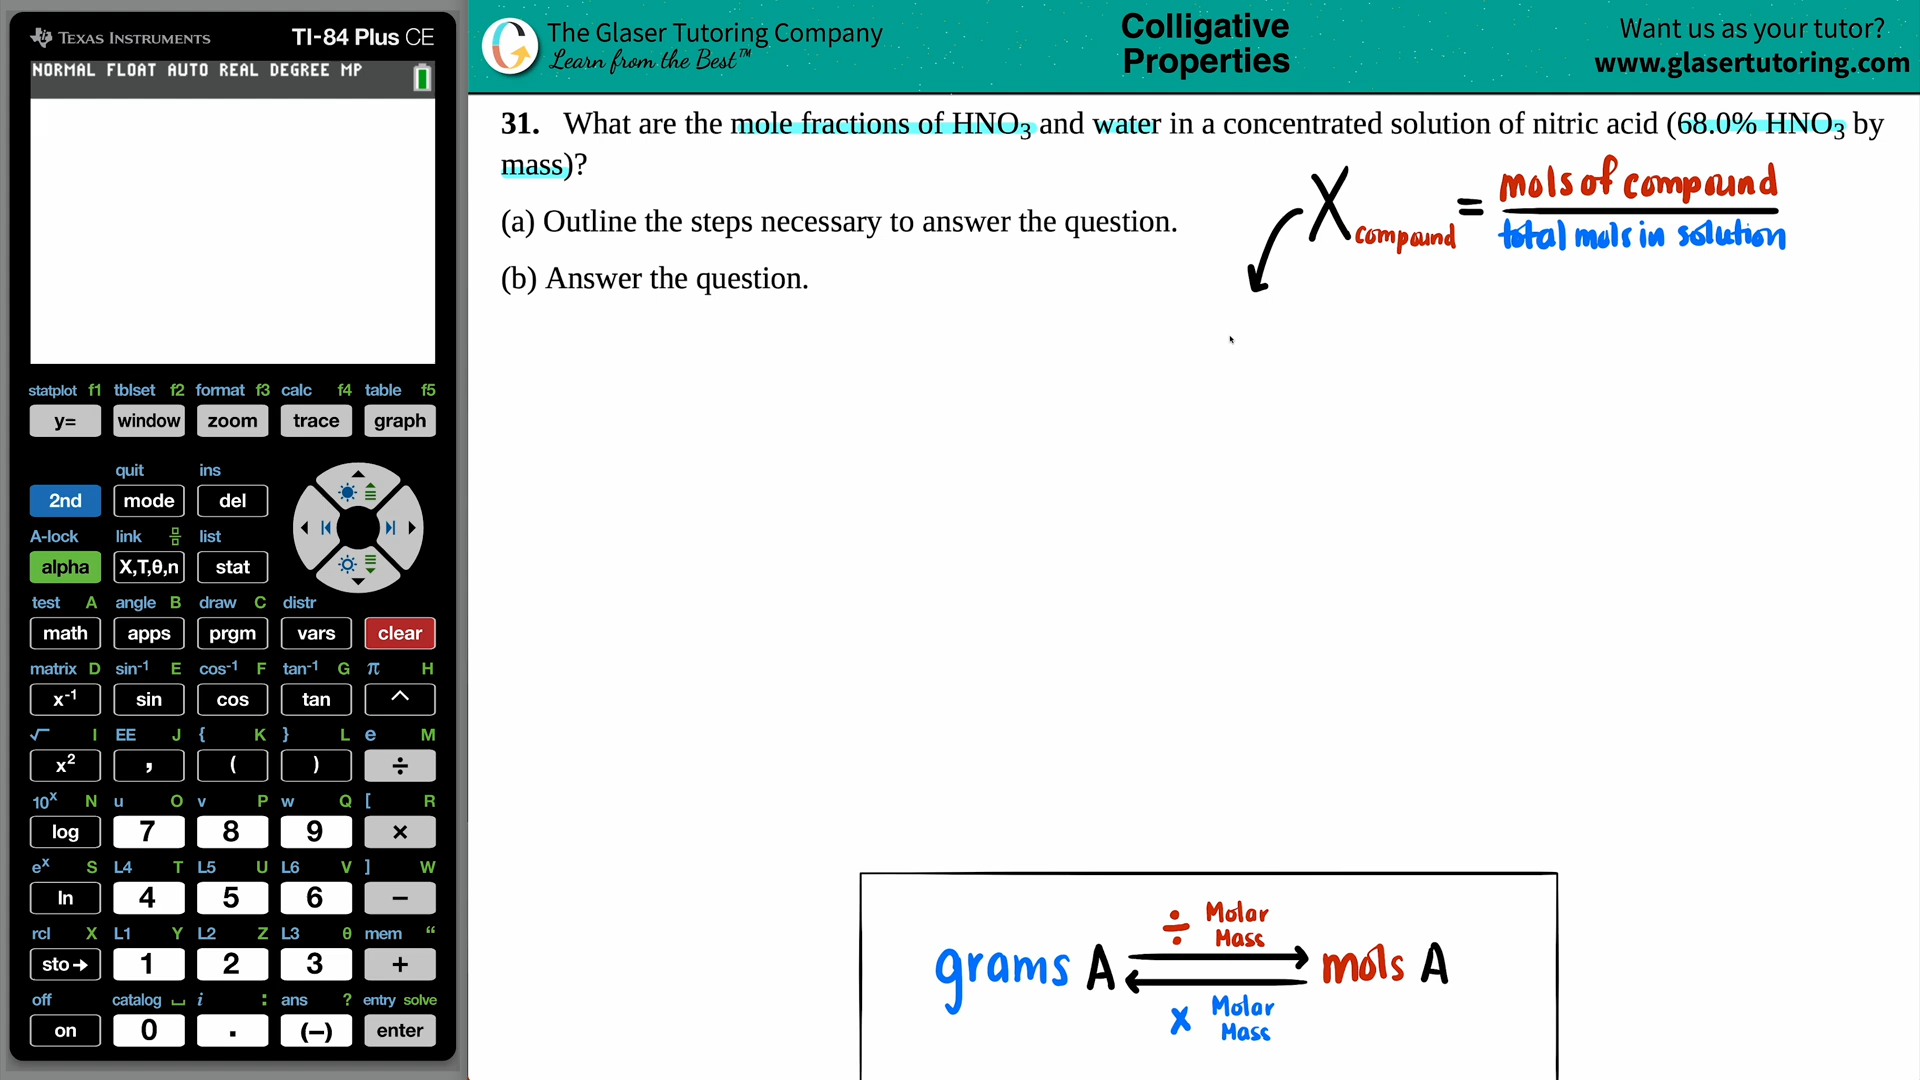 TEXAS INSTRUMENTS TI-84 Plus CE
NORMAL FLOAT AUTO REAL DEGREE MP
statplot f1 tblset f2 format f3 calc f4 table f5
y= window zoom trace graph
quit ins
2nd mode del
A-lock link list
alpha X,T,θ,n stat
test A angle B draw C distr
math apps prgm vars clear
matrix D sin⁻¹ E cos⁻¹ F tan⁻¹ G π H
x⁻¹ sin cos tan ^
√ I EE J { K } L e M
x² , ( ) ÷
10ˣ N u O v P w Q [ R
log 7 8 9 ×
eˣ S L4 T L5 U L6 V ] W
ln 4 5 6 −
rcl X L1 Y L2 Z L3 θ mem "
sto→ 1 2 3 +
off catalog ⎵ i : ans ? entry solve
on 0 . (−) enter
The Glaser Tutoring Company
Learn from the Best™
Colligative
Properties
Want us as your tutor?
www.glasertutoring.com
31. What are the mole fractions of HNO₃ and water in a concentrated solution of nitric acid (68.0% HNO₃ by
mass)?
(a) Outline the steps necessary to answer the question.
(b) Answer the question.
X compound = mols of compound
total mols in solution
÷ Molar
Mass
grams A mols A
x Molar
Mass